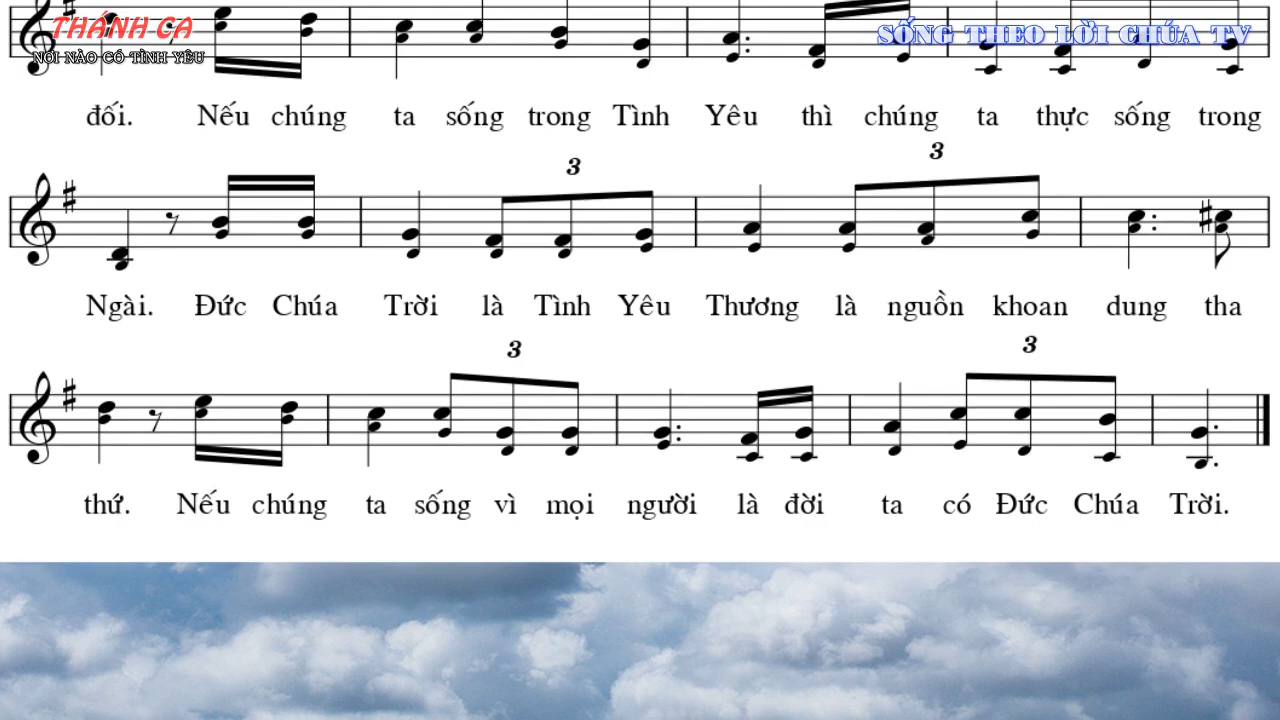 THÁNH CA
NƠI NÀO CÓ TÌNH YÊU
SỐNG THEO LỜI CHÚA TV
đối. Nếu chúng ta sống trong Tình Yêu thì chúng ta thực sống trong
3 3
Ngài. Đức Chúa Trời là Tình Yêu Thương là nguồn khoan dung tha
3 3
thứ. Nếu chúng ta sống vì mọi người là đời ta có Đức Chúa Trời.